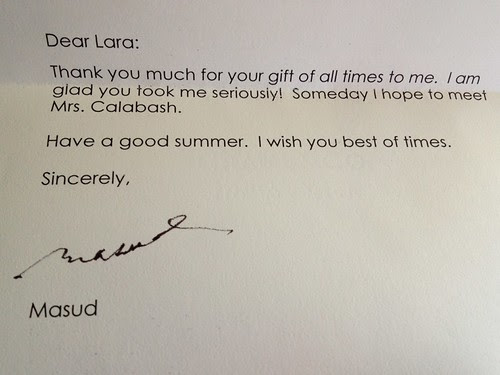 Dear Lara:
Thank you much for your gift of all times to me. I am
glad you took me seriously! Someday I hope to meet
Mrs. Calabash.
Have a good summer. I wish you best of times.
Sincerely,
Masud
Masud